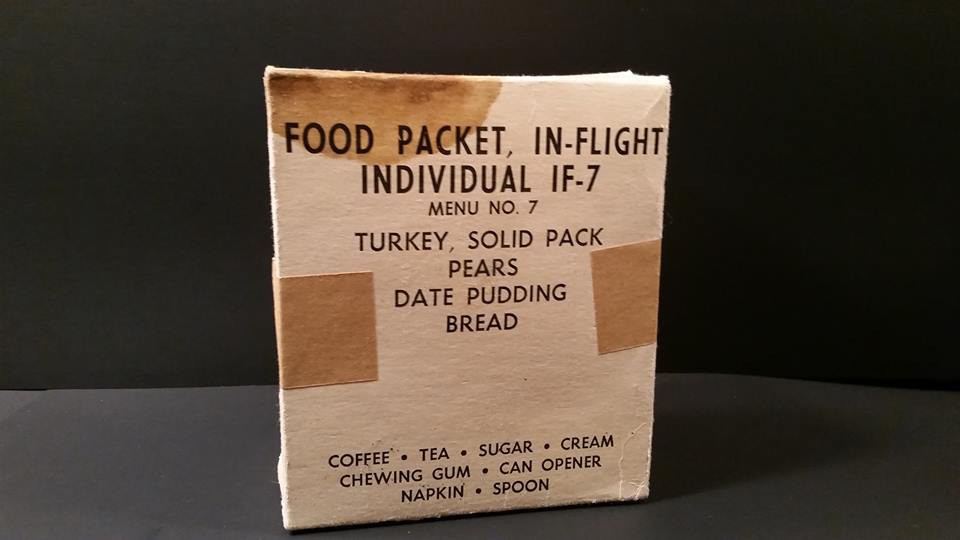 FOOD PACKET, IN-FLIGHT
INDIVIDUAL IF-7
MENU NO. 7
TURKEY, SOLID PACK
PEARS
DATE PUDDING
BREAD
COFFEE • TEA • SUGAR • CREAM
CHEWING GUM • CAN OPENER
NAPKIN • SPOON